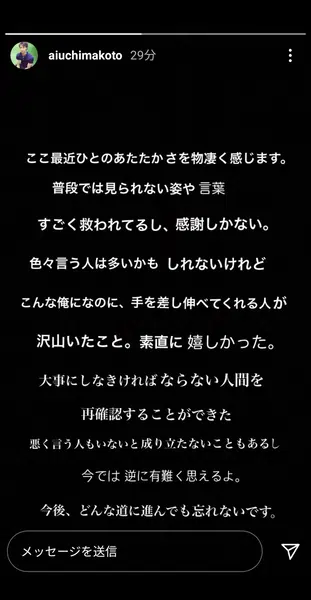 aiuchimakoto 29分
ここ最近ひとのあたたかさを物凄く感じます。
普段では見られない姿や 言葉
すごく救われてるし、感謝しかない。
色々言う人は多いかも しれないけれど
こんな俺になのに、手を差し伸べてくれる人が
沢山いたこと。素直に 嬉しかった。
大事にしなきければ ならない人間を
再確認することができた
悪く言う人もいないと成り立たないこともあるし
今では 逆に有難く思えるよ。
今後、どんな道に進んでも忘れないです。
メッセージを送信